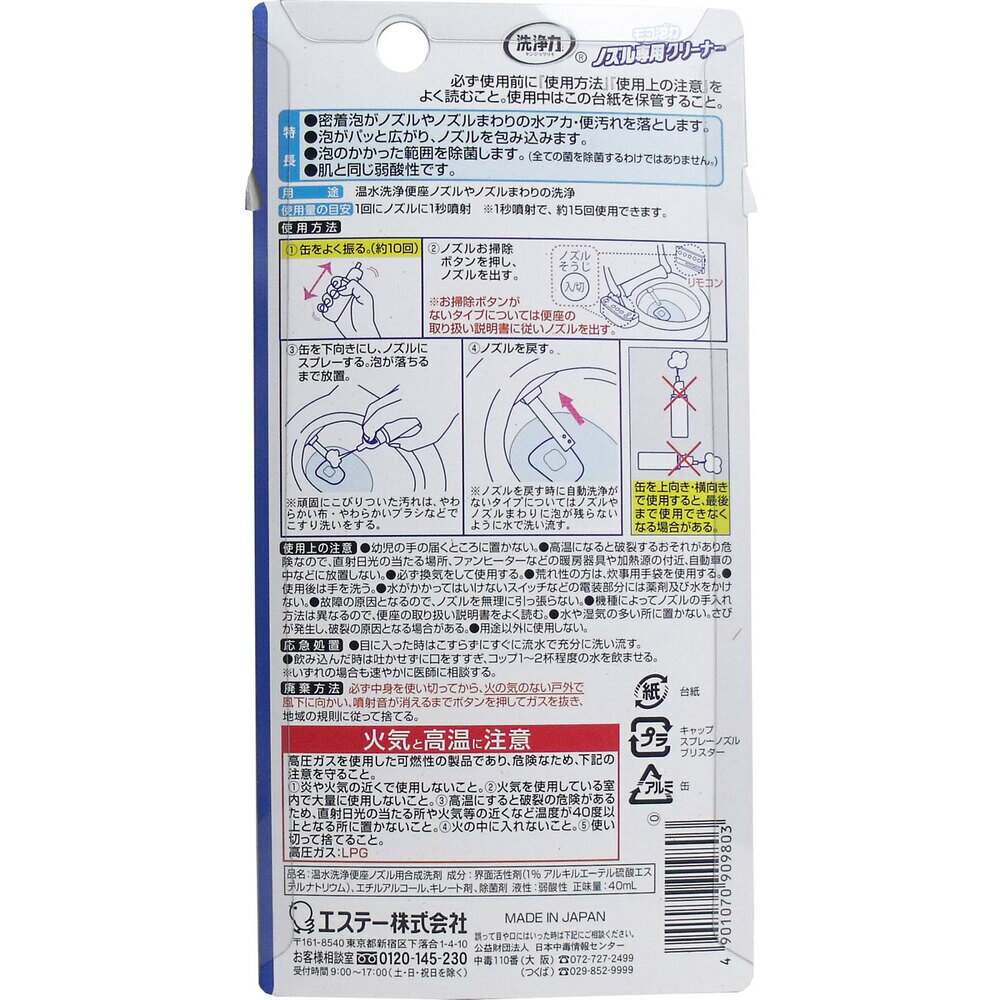 洗浄力
センジョウリキ
®
モコ泡わ
ノズル専用クリーナー
必ず使用前に『使用方法』『使用上の注意』を
よく読むこと。使用中はこの台紙を保管すること。
特長
●密着泡がノズルやノズルまわりの水アカ・便汚れを落とします。
●泡がパッと広がり、ノズルを包み込みます。
●泡のかかった範囲を除菌します。(全ての菌を除菌するわけではありません。)
●肌と同じ弱酸性です。
用途 温水洗浄便座ノズルやノズルまわりの洗浄
使用量の目安 1回にノズルに1秒噴射 ※1秒噴射で、約15回使用できます。
使用方法
①缶をよく振る。(約10回)
②ノズルお掃除
ボタンを押し、
ノズルを出す。
ノズル
そうじ
入/切
リモコン
※お掃除ボタンが
ないタイプについては便座の
取り扱い説明書に従いノズルを出す。
③缶を下向きにし、ノズルに
スプレーする。泡が落ちる
まで放置。
※頑固にこびりついた汚れは、やわ
らかい布・やわらかいブラシなどで
こすり洗いをする。
④ノズルを戻す。
※ノズルを戻す時に自動洗浄が
ないタイプについてはノズルや
ノズルまわりに泡が残らない
ように水で洗い流す。
缶を上向き・横向き
で使用すると、最後
まで使用できなく
なる場合がある。
使用上の注意 ●幼児の手の届くところに置かない。●高温になると破裂するおそれがあり危
険なので、直射日光の当たる場所、ファンヒーターなどの暖房器具や加熱源の付近、自動車の
中などに放置しない。●必ず換気をして使用する。●荒れ性の方は、炊事用手袋を使用する。●
使用後は手を洗う。●水がかかってはいけないスイッチなどの電装部分には薬剤及び水をかけ
ない。●故障の原因となるので、ノズルを無理に引っ張らない。●機種によってノズルの手入れ
方法は異なるので、便座の取り扱い説明書をよく読む。●水や湿気の多い所に置かない。さび
が発生し、破裂の原因となる場合がある。●用途以外に使用しない。
応急処置 ●目に入った時はこすらずにすぐに流水で充分に洗い流す。
●飲み込んだ時は吐かせずに口をすすぎ、コップ1〜2杯程度の水を飲ませる。
※いずれの場合も速やかに医師に相談する。
廃棄方法 必ず中身を使い切ってから、火の気のない戸外で
風下に向かい、噴射音が消えるまでボタンを押してガスを抜き、
地域の規則に従って捨てる。
紙
台紙
プラ
キャップ
スプレーノズル
ブリスター
アルミ
缶
火気と高温に注意
高圧ガスを使用した可燃性の製品であり、危険なため、下記の
注意を守ること。
①炎や火気の近くで使用しないこと。②火気を使用している室
内で大量に使用しないこと。③高温にすると破裂の危険がある
ため、直射日光の当たる所や火気等の近くなど温度が40度以
上となる所に置かないこと。④火の中に入れないこと。⑤使い
切って捨てること。
高圧ガス:LPG
品名:温水洗浄便座ノズル用合成洗剤 成分:界面活性剤(1% アルキルエーテル硫酸エス
テルナトリウム)、エチルアルコール、キレート剤、除菌剤 液性:弱酸性 正味量:40mL
エステー株式会社
〒161-8540 東京都新宿区下落合1-4-10
お客様相談室 0120-145-230
受付時間 9:00〜17:00(土・日・祝日を除く)
MADE IN JAPAN
誤って目や口にはいった時は下記にご相談ください。
公益財団法人 日本中毒情報センター
中毒110番(大阪) ☎072-727-2499
(つくば) ☎029-852-9999
4 901070 909803